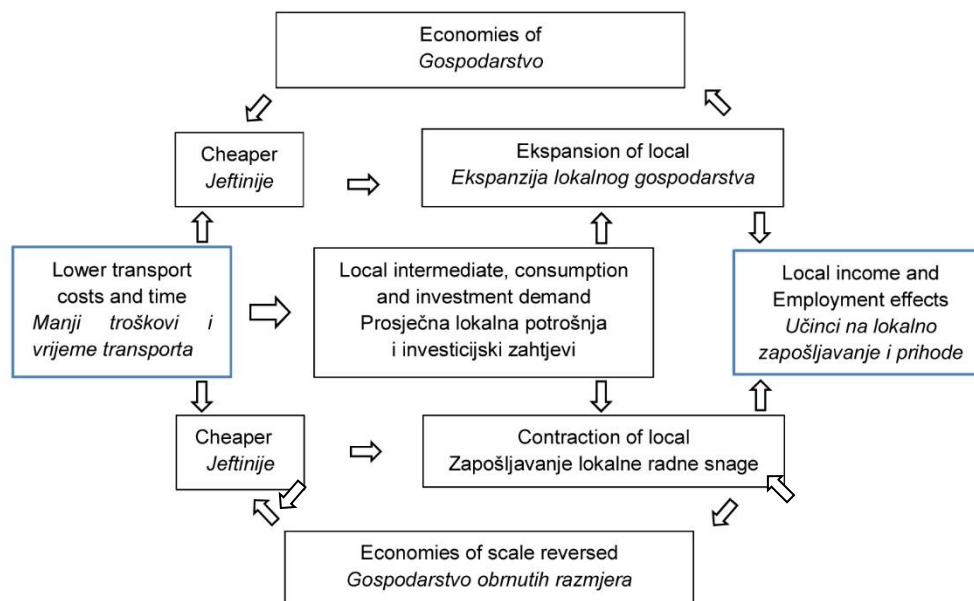 Economies of
Gospodarstvo
Cheaper
Jeftinije
Ekspansion of local
Ekspanzija lokalnog gospodarstva
Lower transport
costs and time
Manji troškovi i
vrijeme transporta
Local intermediate, consumption
and investment demand
Prosječna lokalna potrošnja
i investicijski zahtjevi
Local income and
Employment effects
Učinci na lokalno
zapošljavanje i prihode
Cheaper
Jeftinije
Contraction of local
Zapošljavanje lokalne radne snage
Economies of scale reversed
Gospodarstvo obrnutih razmjera